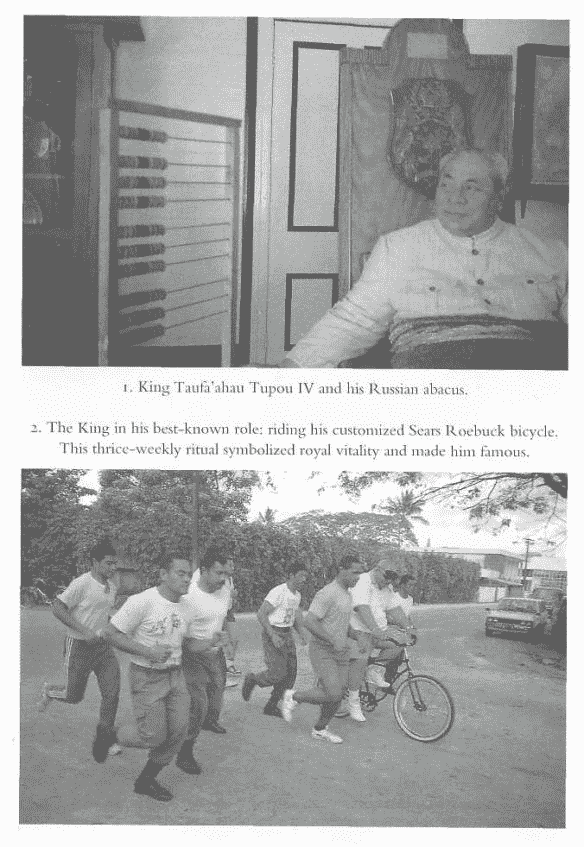 1. King Taufa'ahau Tupou IV and his Russian abacus.
2. The King in his best-known role: riding his customized Sears Roebuck bicycle.
This thrice-weekly ritual symbolized royal vitality and made him famous.